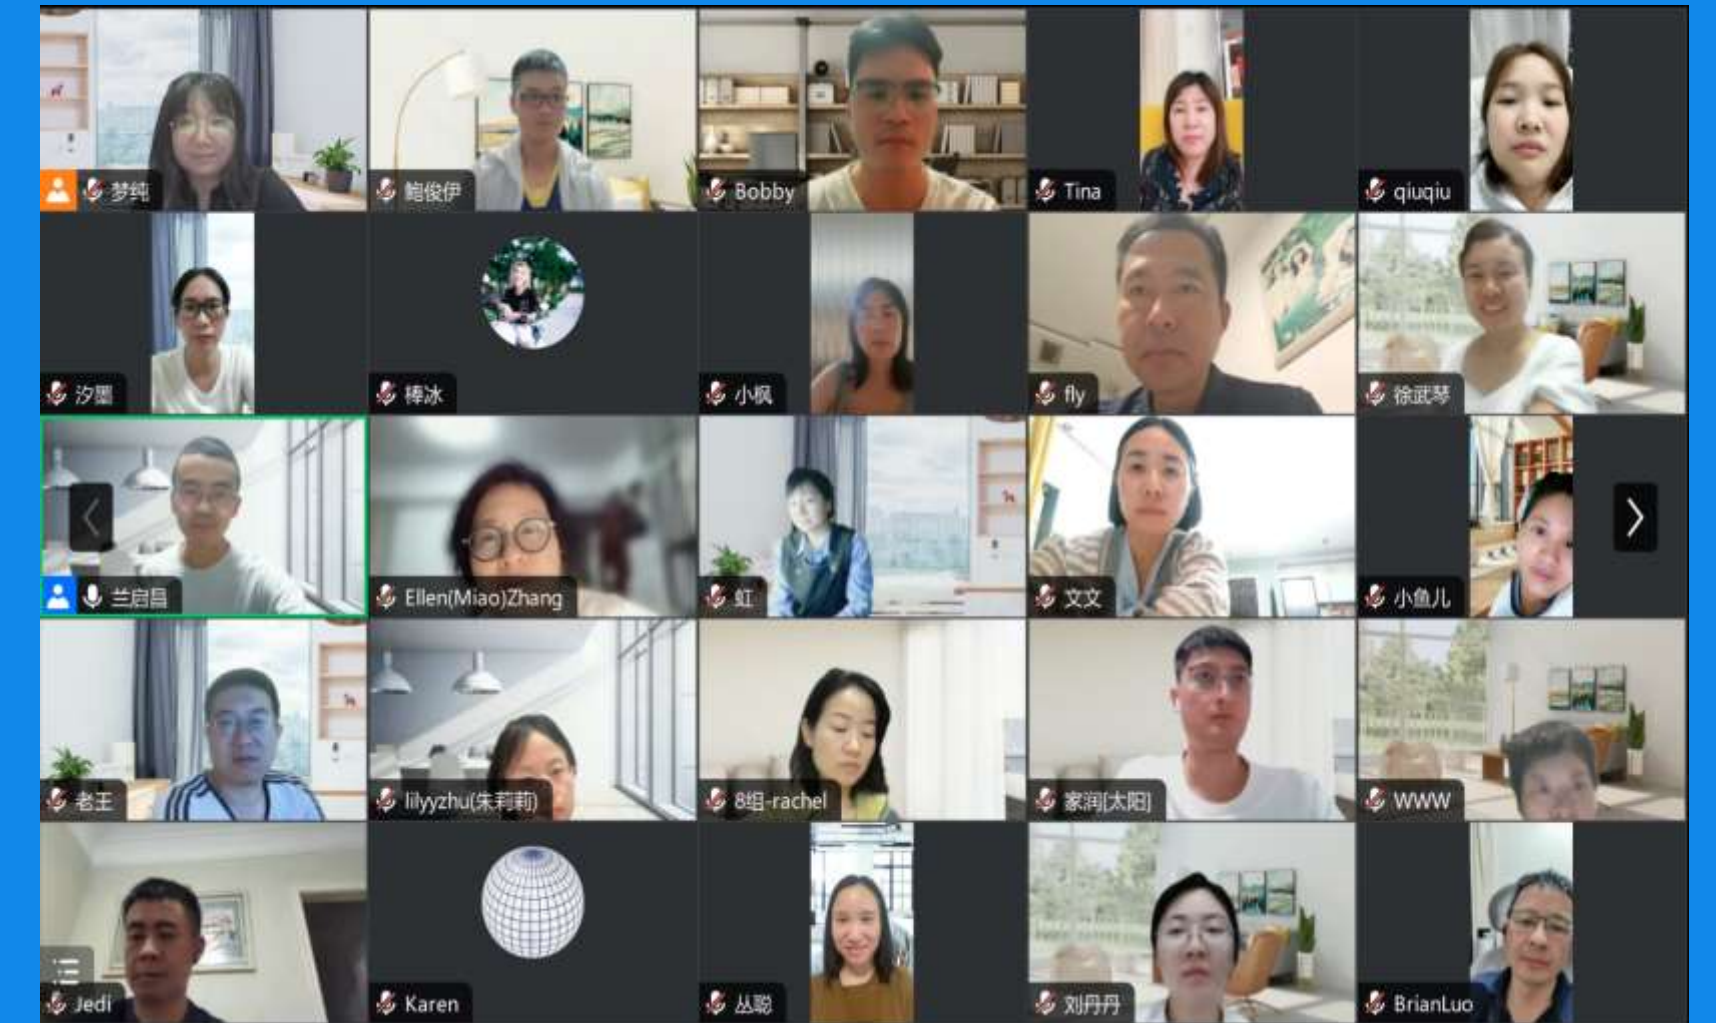 梦纯
鲍俊伊
Bobby
Tina
qiuqiu
汐墨
棒冰
小枫
fly
徐武琴
兰启昌
Ellen(Miao)Zhang
虹
文文
小鱼儿
老王
lilyyzhu(朱莉莉)
8组-rachel
家润[太阳]
WWW
Jedi
Karen
丛聪
刘丹丹
BrianLuo